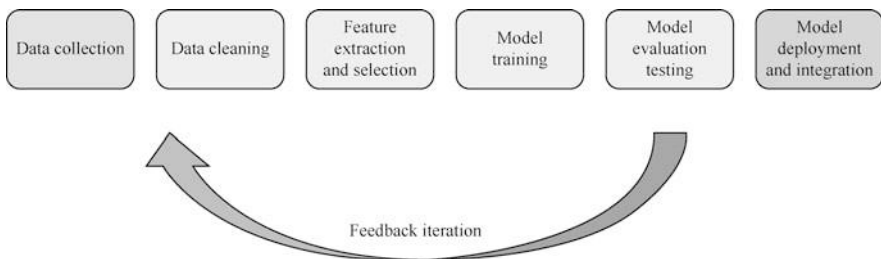 Data collection
Data cleaning
Feature
extraction
and selection
Model
training
Model
evaluation
testing
Model
deployment
and integration
Feedback iteration